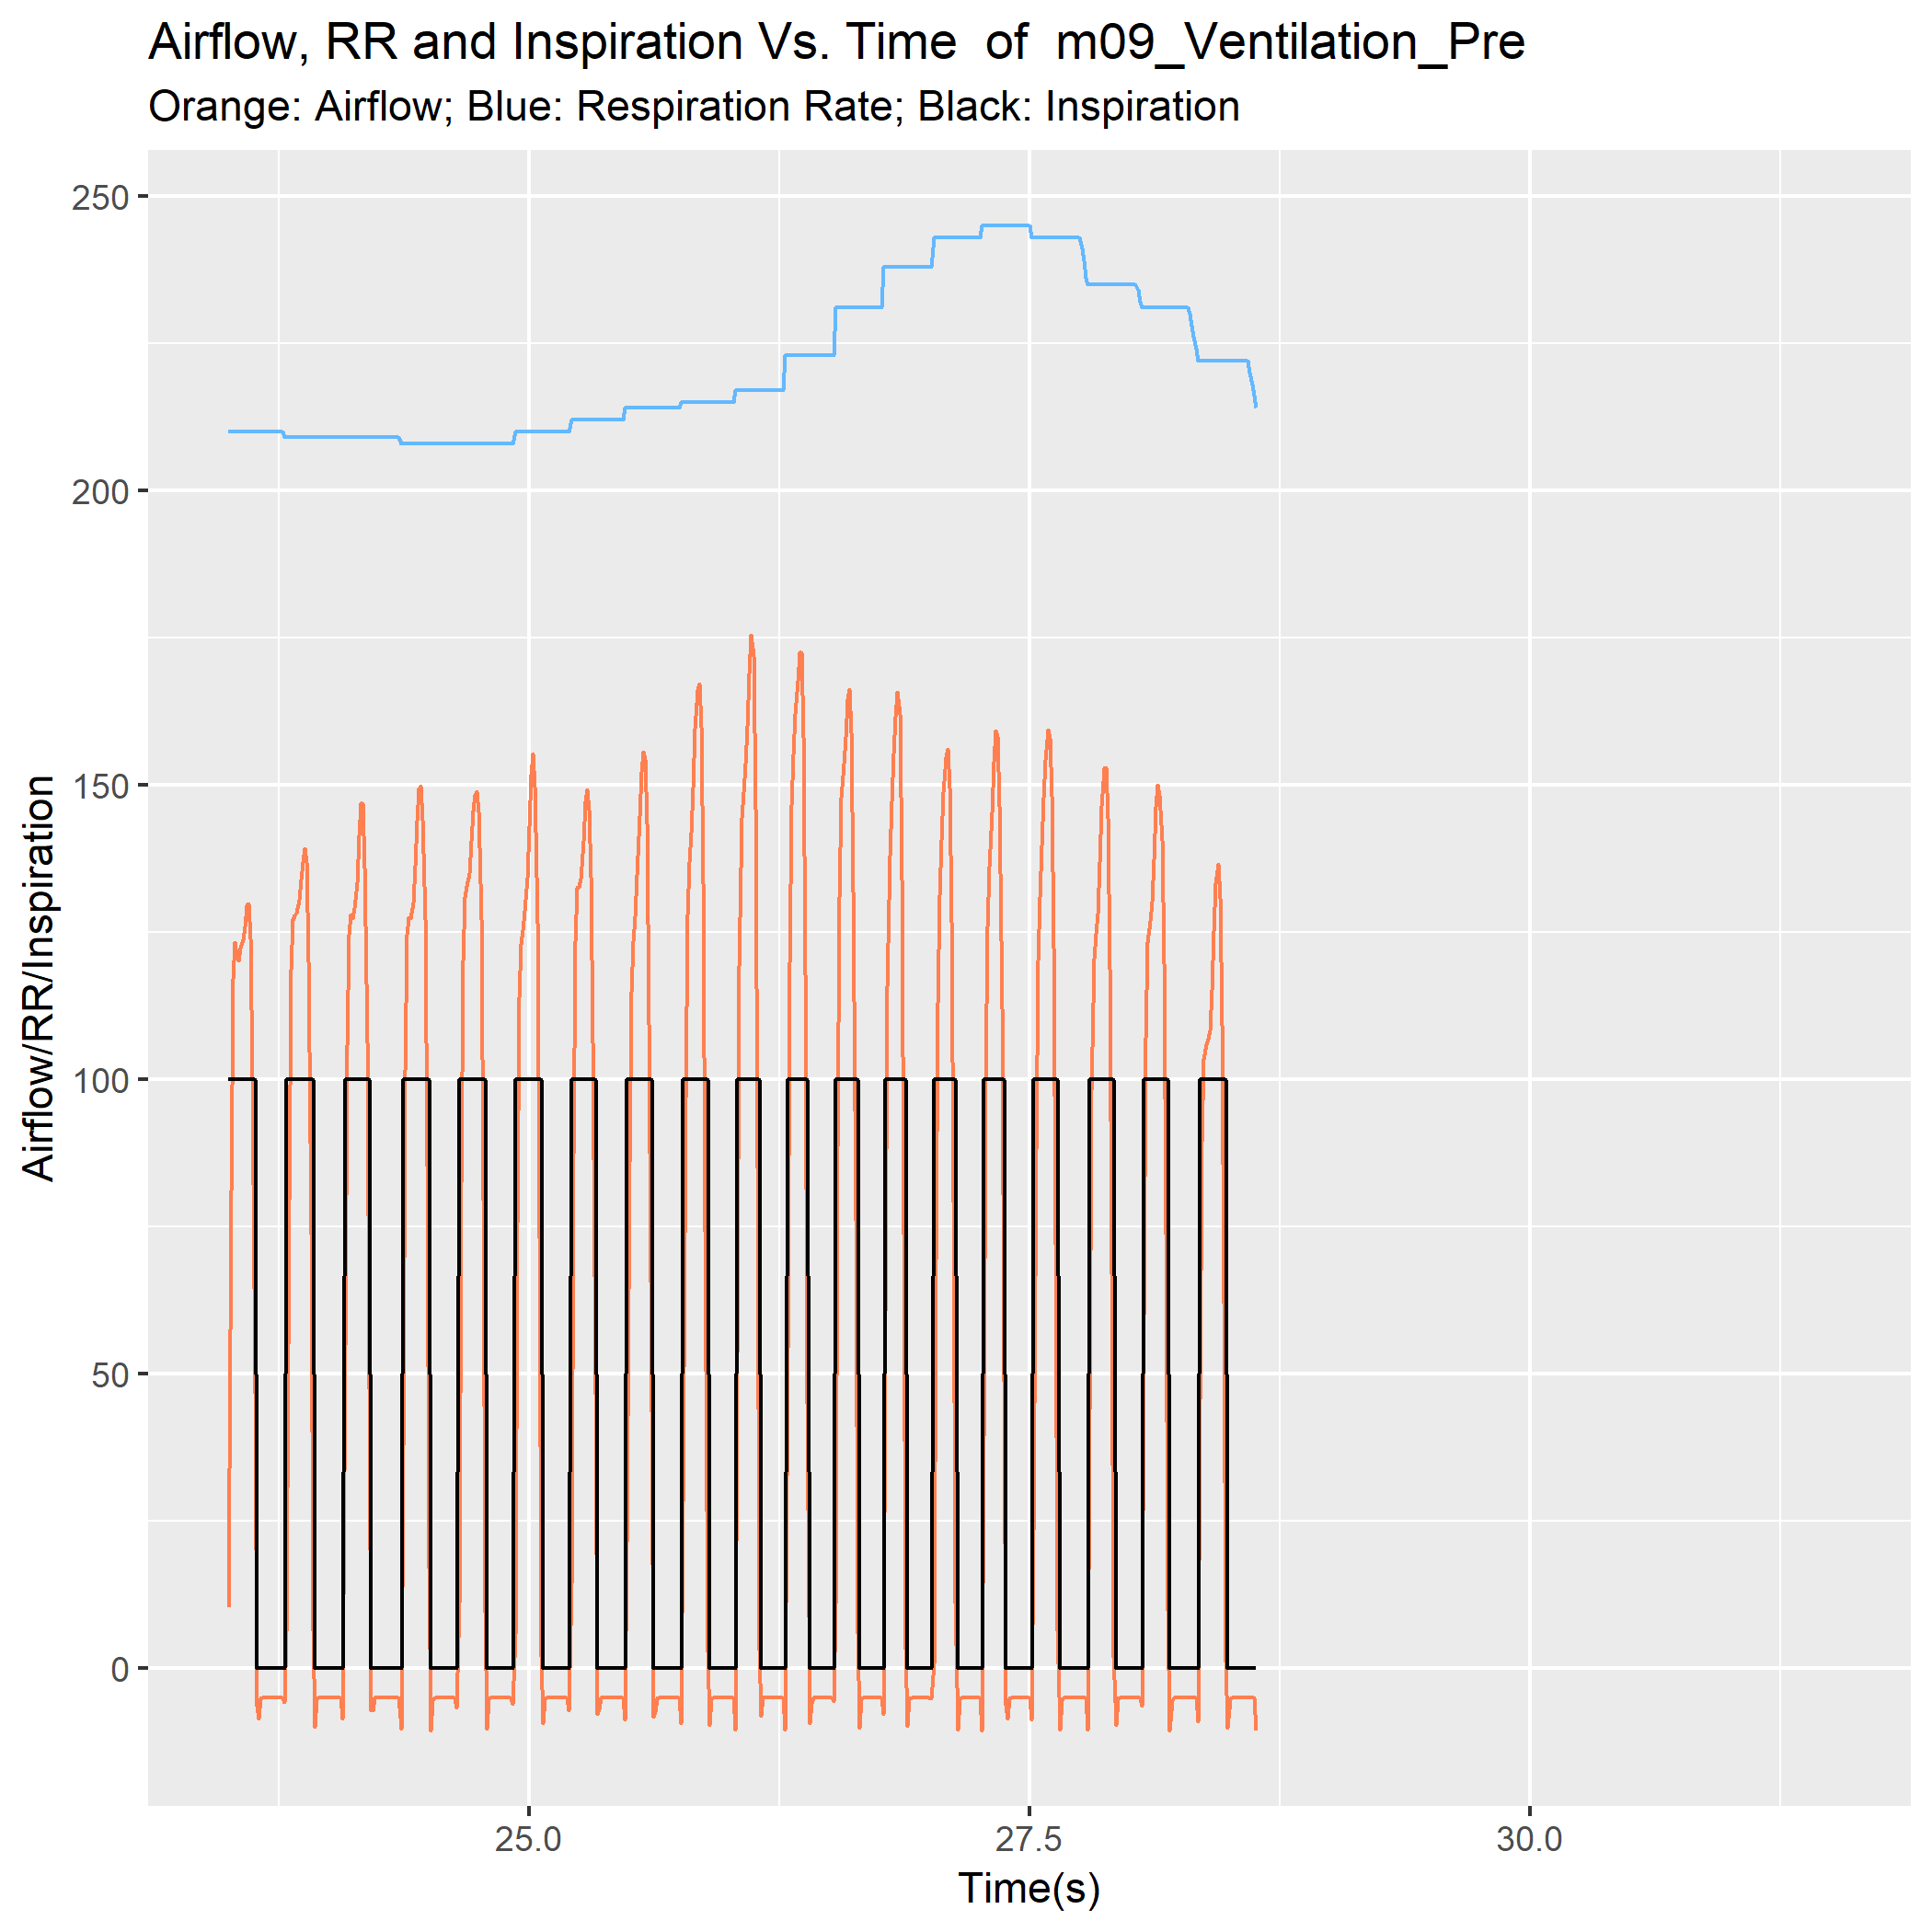 Airflow, RR and Inspiration Vs. Time  of  m09_Ventilation_Pre
Orange: Airflow; Blue: Respiration Rate; Black: Inspiration
250
200
150
100
50
0
Airflow/RR/Inspiration
25.0 27.5 30.0
Time(s)